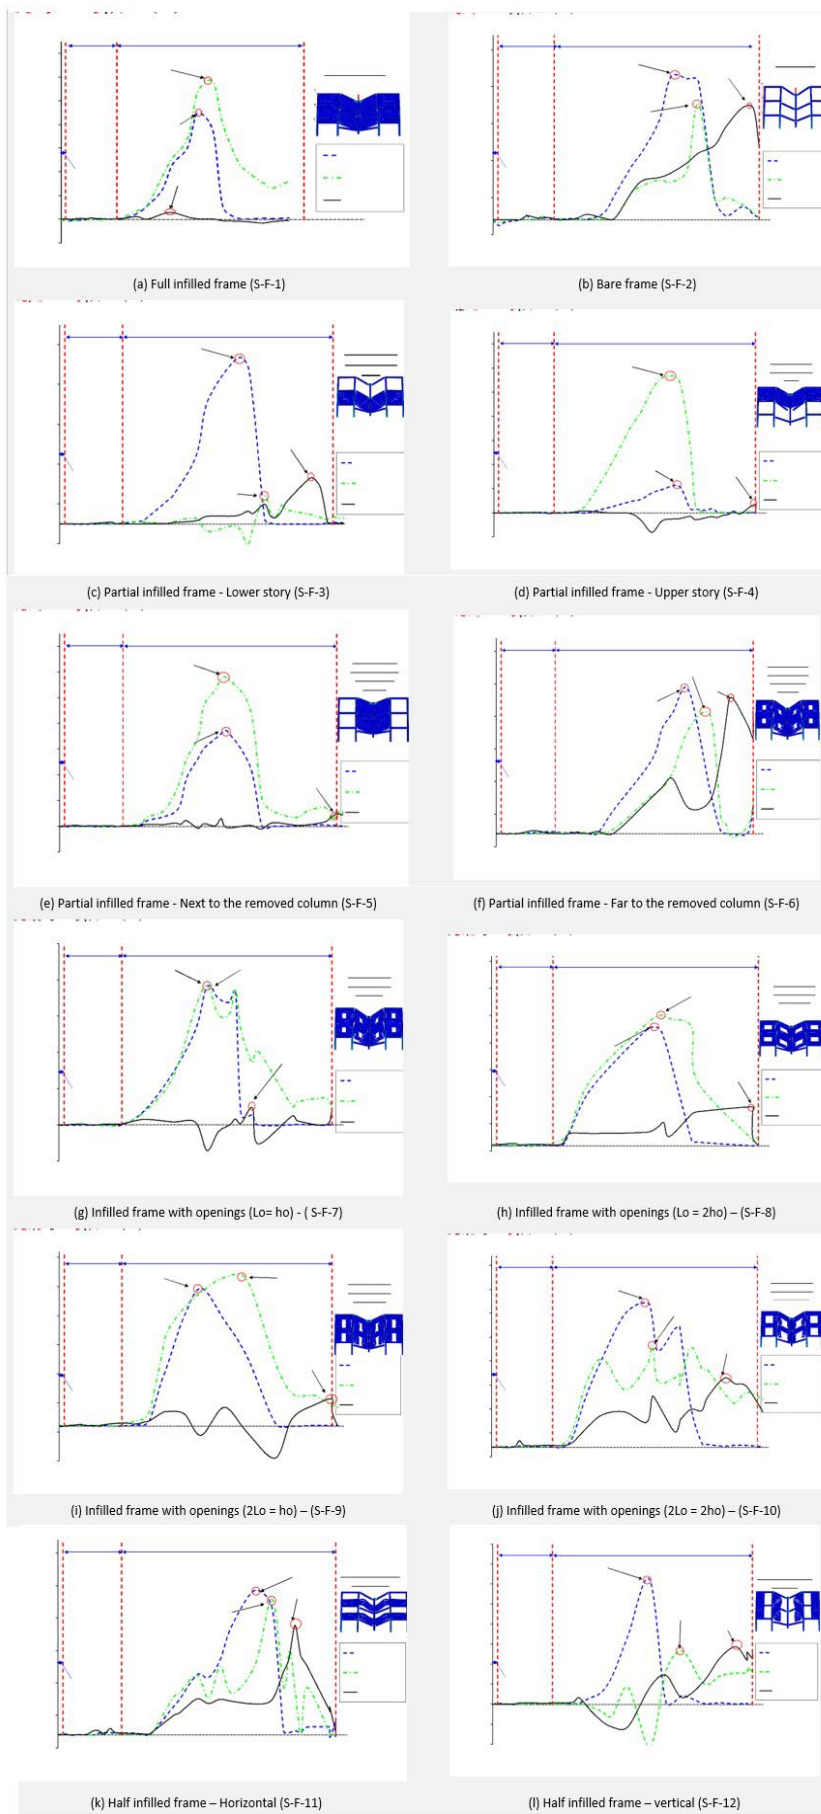 (a) Full infilled frame (S-F-1)
(b) Bare frame (S-F-2)
(c) Partial infilled frame - Lower story (S-F-3)
(d) Partial infilled frame - Upper story (S-F-4)
(e) Partial infilled frame - Next to the removed column (S-F-5)
(f) Partial infilled frame - Far to the removed column (S-F-6)
(g) Infilled frame with openings (Lo= ho) - ( S-F-7)
(h) Infilled frame with openings (Lo = 2ho) – (S-F-8)
(i) Infilled frame with openings (2Lo = ho) – (S-F-9)
(j) Infilled frame with openings (2Lo = 2ho) – (S-F-10)
(k) Half infilled frame – Horizontal (S-F-11)
(l) Half infilled frame – vertical (S-F-12)